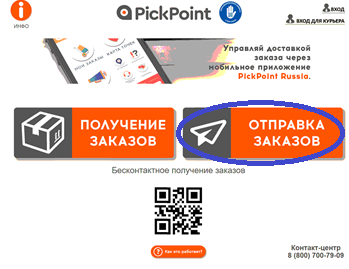 ИНФО
PickPoint
ВХОД
ВХОД ДЛЯ КУРЬЕРА
МОИ ЗАКАЗЫ
КАРТА ТОЧЕК
Управляй доставкой
заказа через
мобильное приложение
PickPoint Russia.
ПОЛУЧЕНИЕ
ЗАКАЗОВ
ОТПРАВКА
ЗАКАЗОВ
Бесконтактное получение заказов
Как это работает?
Контакт-центр
8 (800) 700-79-09